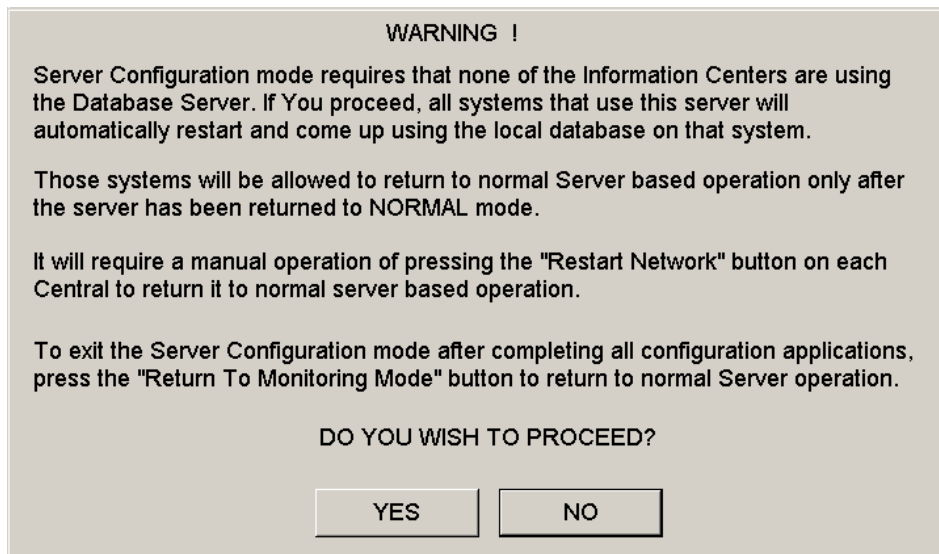 WARNING !
Server Configuration mode requires that none of the Information Centers are using
the Database Server. If You proceed, all systems that use this server will
automatically restart and come up using the local database on that system.
Those systems will be allowed to return to normal Server based operation only after
the server has been returned to NORMAL mode.
It will require a manual operation of pressing the "Restart Network" button on each
Central to return it to normal server based operation.
To exit the Server Configuration mode after completing all configuration applications,
press the "Return To Monitoring Mode" button to return to normal Server operation.
DO YOU WISH TO PROCEED?
YES NO